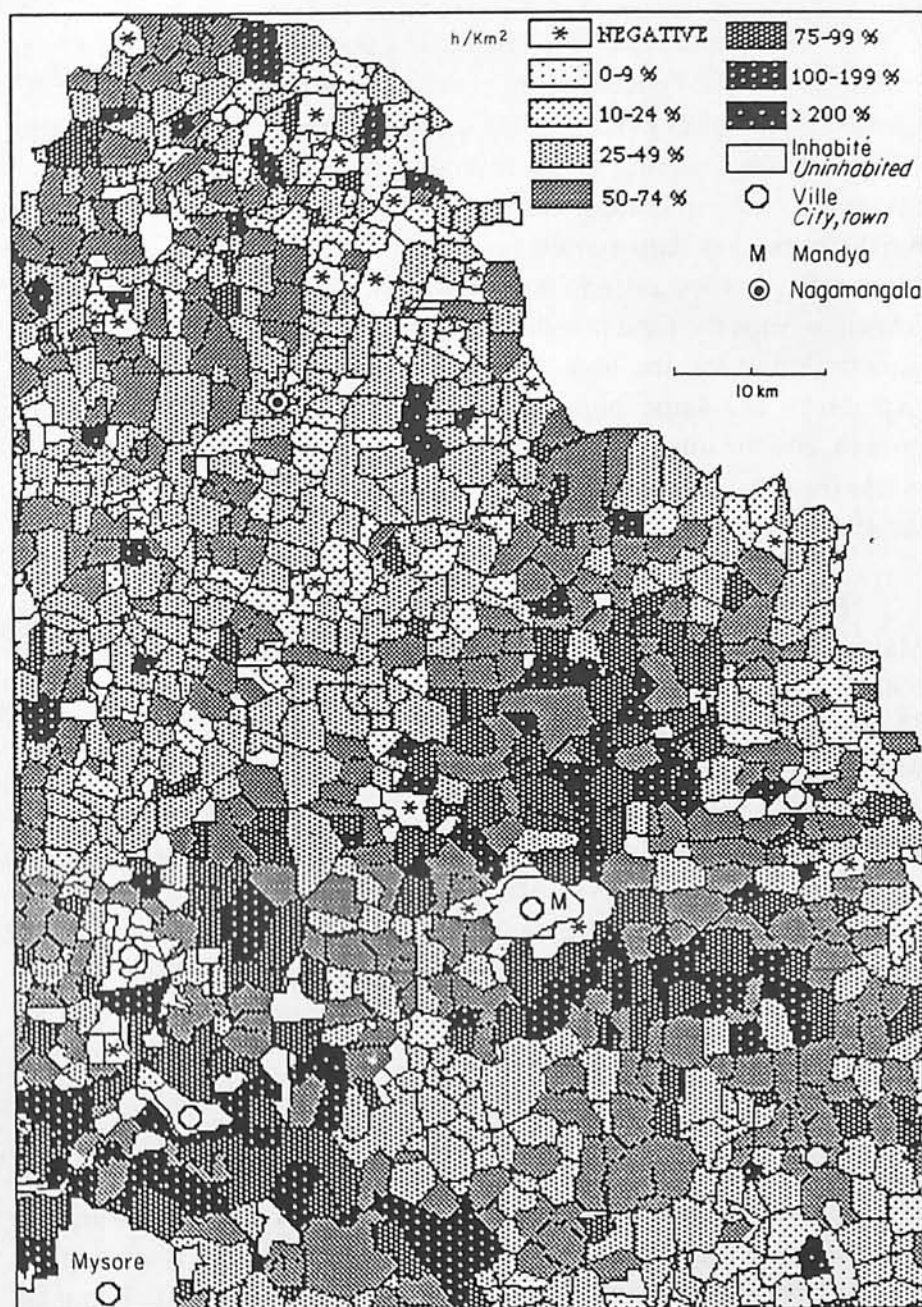 h/Km²
* NEGATIVE
0-9 %
10-24 %
25-49 %
50-74 %
75-99 %
100-199 %
≥ 200 %
Inhabité
Uninhabited
Ville
City, town
M Mandya
Nagamangala
10 km
M
Mysore